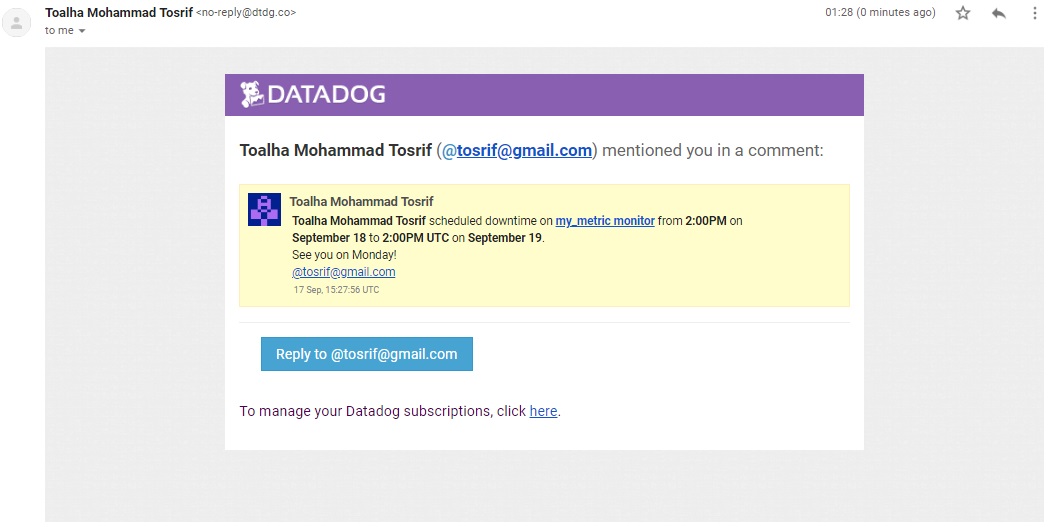 Toalha Mohammad Tosrif <no-reply@dtdg.co> 01:28 (0 minutes ago)
to me
DATADOG
Toalha Mohammad Tosrif (@tosrif@gmail.com) mentioned you in a comment:
Toalha Mohammad Tosrif
Toalha Mohammad Tosrif scheduled downtime on my_metric monitor from 2:00PM on
September 18 to 2:00PM UTC on September 19.
See you on Monday!
@tosrif@gmail.com
17 Sep, 15:27:56 UTC
Reply to @tosrif@gmail.com
To manage your Datadog subscriptions, click here.